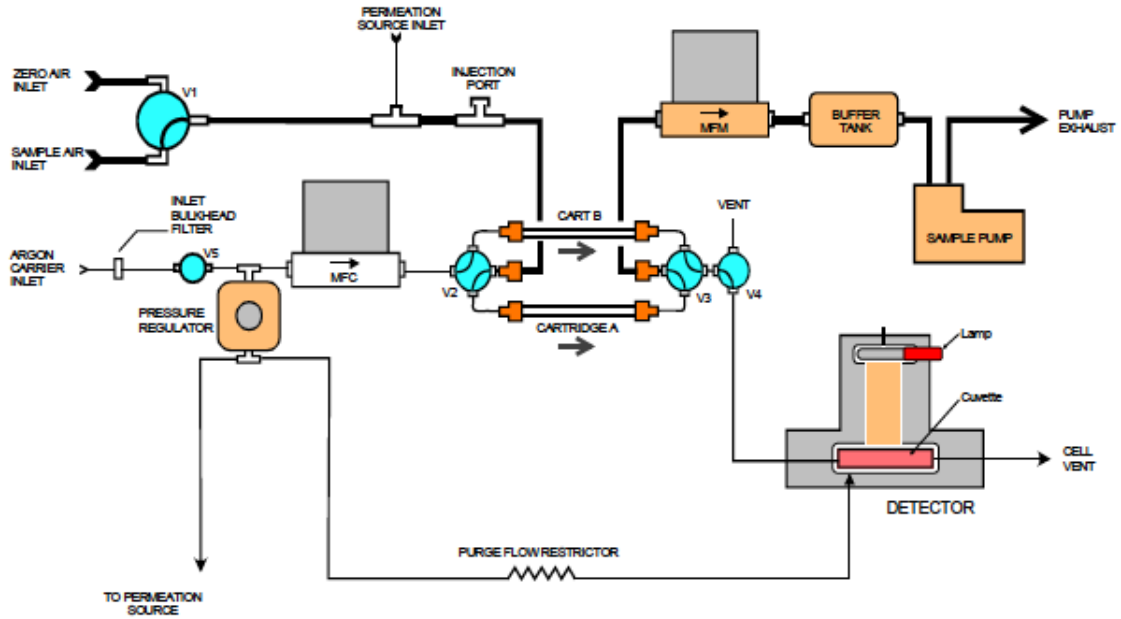 PERMEATION
SOURCE INLET
ZERO AIR
INLET
V1
INJECTION
PORT
SAMPLE AIR
INLET
MFM
BUFFER
TANK
PUMP
EXHAUST
SAMPLE PUMP
INLET
BULKHEAD
FILTER
ARGON
CARRIER
INLET
V5
MFC
V2
CART B
CARTRIDGE A
VENT
V3
V4
PRESSURE
REGULATOR
Lamp
Cuvette
CELL
VENT
DETECTOR
PURGE FLOW RESTRICTOR
TO PERMEATION
SOURCE